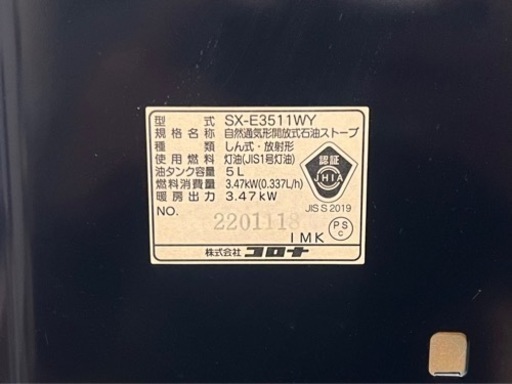 型式 SX-E3511WY
規格名称 自然通気形開放式石油ストーブ
種類 しん式・放射形
使用燃料 灯油(JIS1号灯油)
油タンク容量 5L
燃料消費量 3.47kW(0.337L/h)
暖房出力 3.47kW
NO. 2201118
認証
JHIA
JIS S 2019
1MK
PS
C
株式会社 コロナ